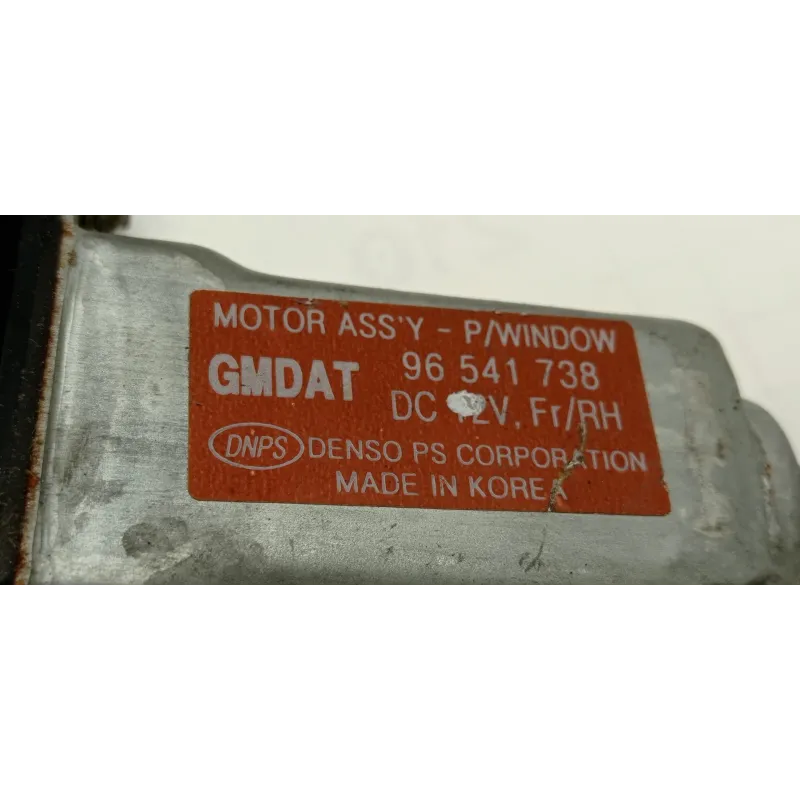 MOTOR ASS'Y - P/WINDOW
GMDAT 96 541 738
DC 12V, Fr/RH
DNPS DENSO PS CORPORATION
MADE IN KOREA